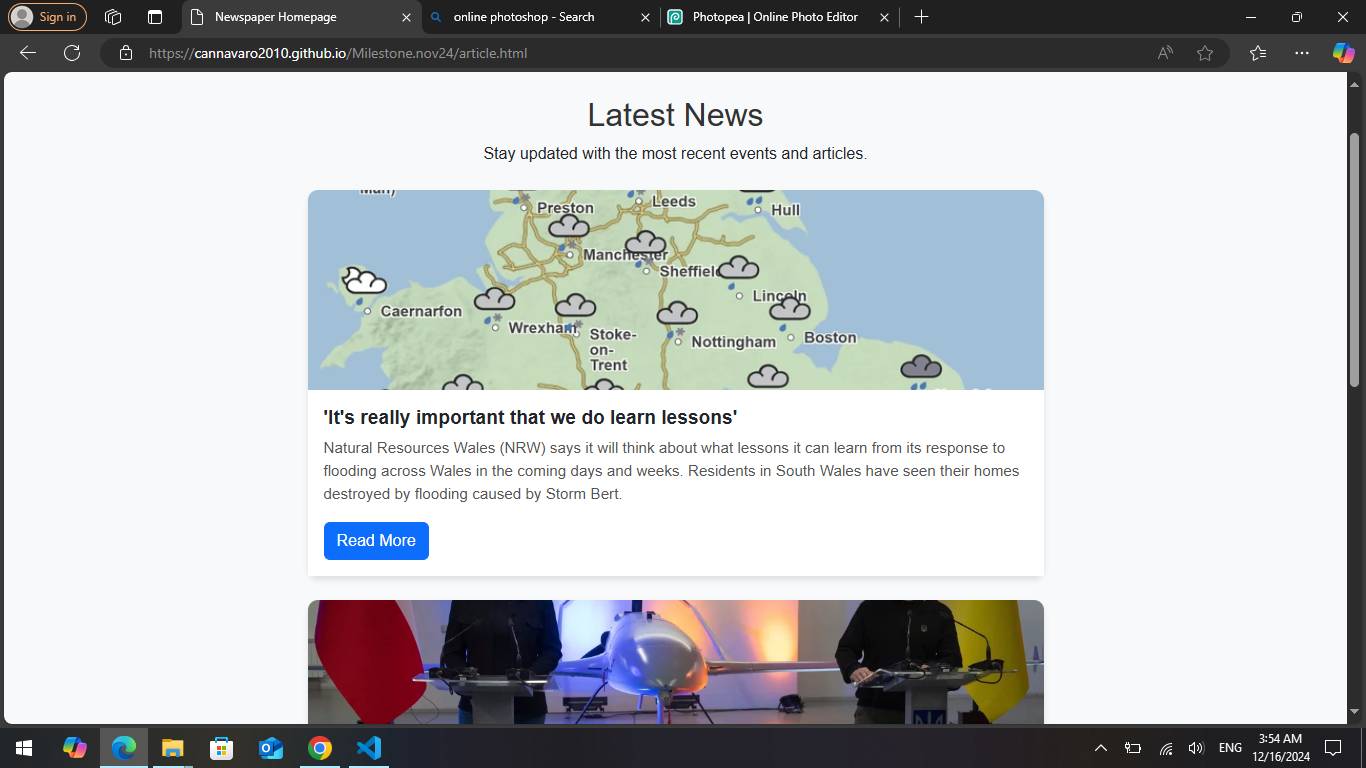 Sign in
Newspaper Homepage
online photoshop - Search
Photopea | Online Photo Editor
https://cannavaro2010.github.io/Milestone.nov24/article.html
Latest News
Stay updated with the most recent events and articles.
Man)
Preston
Leeds
Hull
Manchester
Sheffield
Lincoln
Caernarfon
Wrexham
Stoke-
on-
Trent
Nottingham
Boston
'It's really important that we do learn lessons'
Natural Resources Wales (NRW) says it will think about what lessons it can learn from its response to
flooding across Wales in the coming days and weeks. Residents in South Wales have seen their homes
destroyed by flooding caused by Storm Bert.
Read More
ENG
3:54 AM
12/16/2024